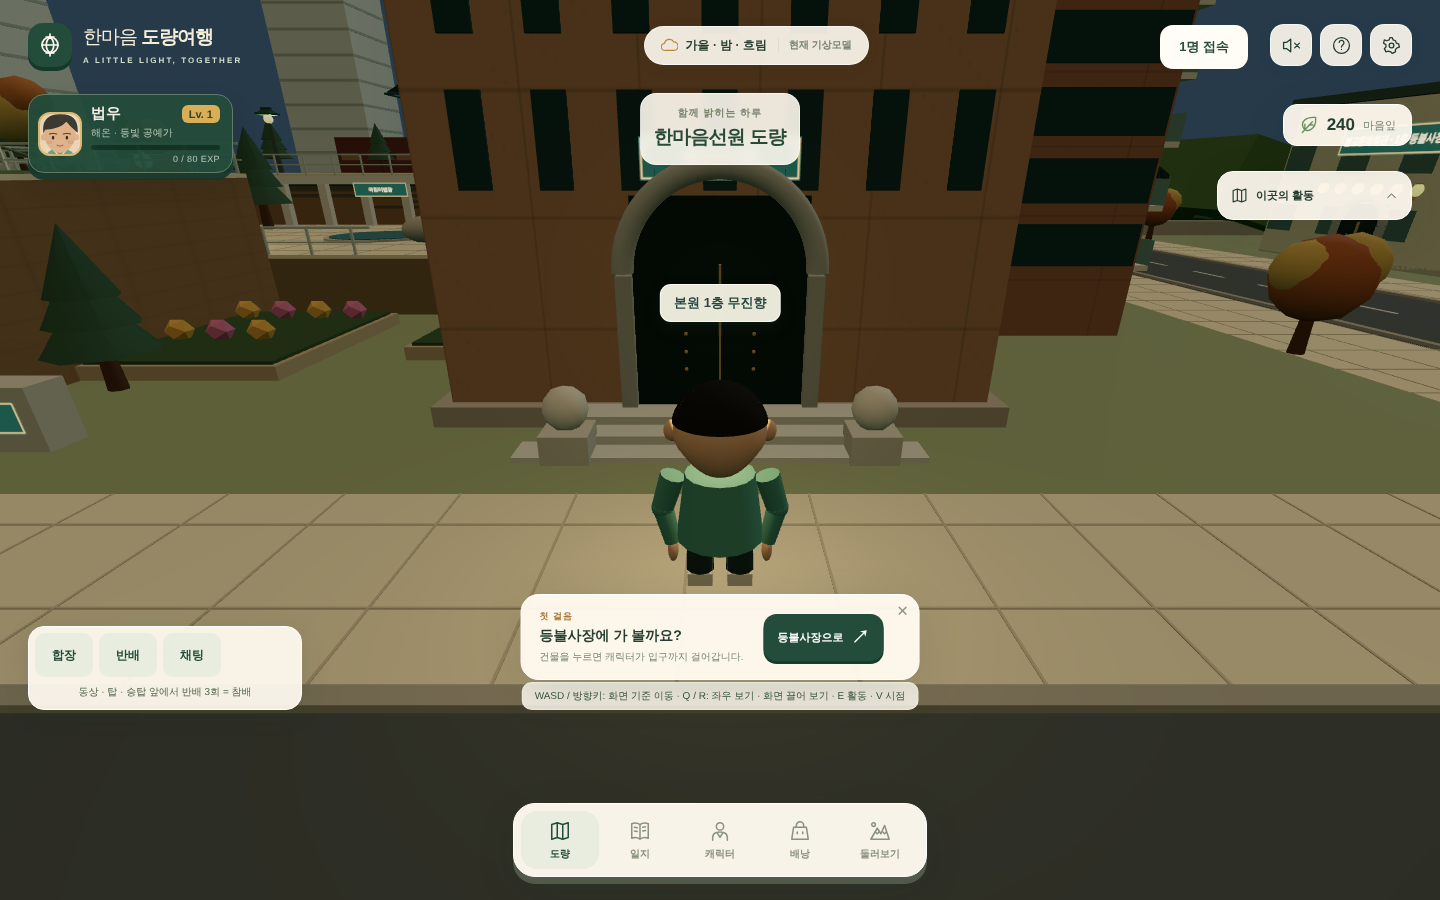 한마음 도량여행
A LITTLE LIGHT, TOGETHER
가을 · 밤 · 흐림
현재 기상모델
1명 접속
법우
Lv. 1
해온 · 등빛 공예가
0 / 80 EXP
함께 밝히는 하루
한마음선원 도량
240 마음잎
이곳의 활동
본원 1층 무진향
첫 걸음
등불사장에 가 볼까요?
건물을 누르면 캐릭터가 입구까지 걸어갑니다.
등불사장으로
합장
반배
채팅
동상 · 탑 · 승탑 앞에서 반배 3회 = 참배
WASD / 방향키: 화면 기준 이동 · Q / R: 좌우 보기 · 화면 끌어 보기 · E 활동 · V 시점
도량
일지
캐릭터
배낭
둘러보기